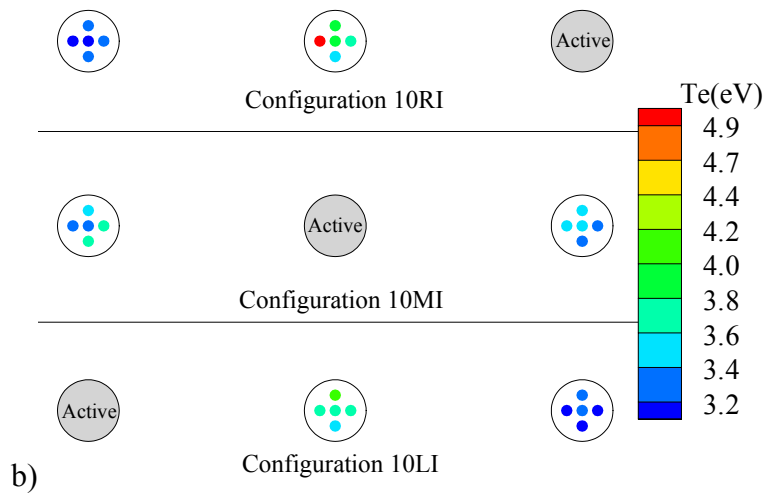 Active
Configuration 10RI
Te(eV)
4.9
4.7
4.4
4.2
4.0
3.8
3.6
3.4
3.2
Active
Configuration 10MI
Active
Configuration 10LI
b)